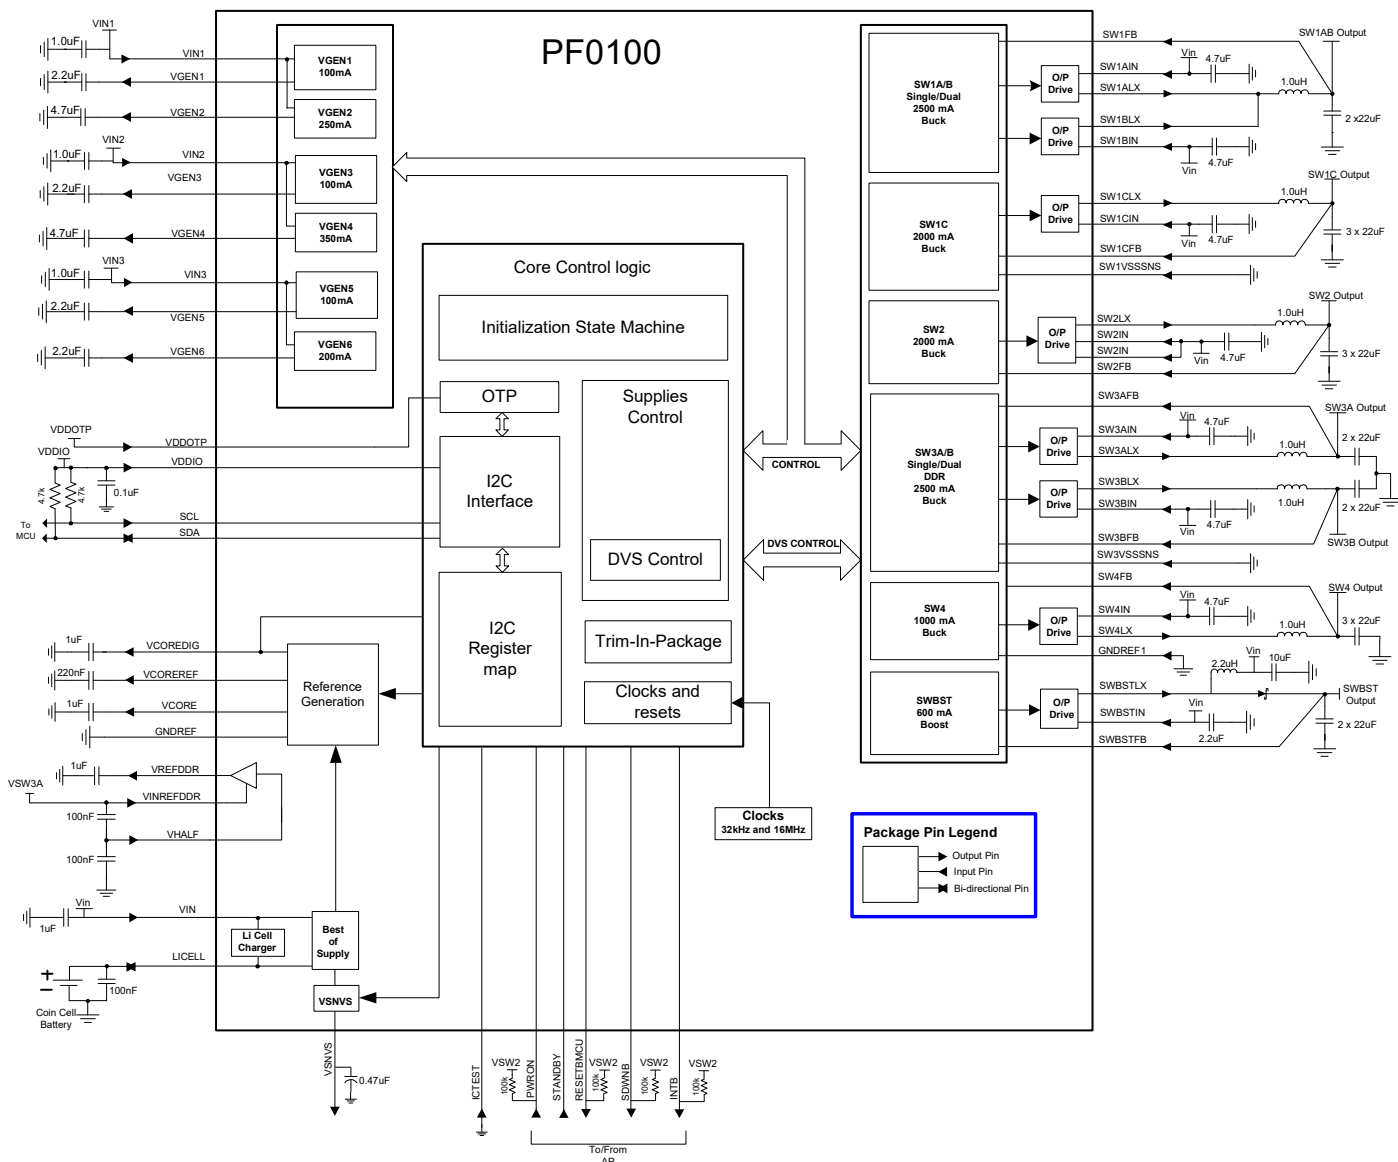 PF0100
VIN1
1.0uF
VIN1
2.2uF
VGEN1
4.7uF
VGEN2
VIN2
1.0uF
VIN2
2.2uF
VGEN3
4.7uF
VGEN4
VIN3
1.0uF
VIN3
2.2uF
VGEN5
2.2uF
VGEN6
VGEN1
100mA
VGEN2
250mA
VGEN3
100mA
VGEN4
350mA
VGEN5
100mA
VGEN6
200mA
VDDOTP
VDDOTP
VDDIO
VDDIO
4.7k
4.7k
0.1uF
To
MCU
SCL
SDA
1uF
VCOREDIG
220nF
VCOREREF
1uF
VCORE
GNDREF
1uF
VREFDDR
VSW3A
VINREFDDR
100nF
VHALF
100nF
Vin
VIN
1uF
LICELL
100nF
Coin Cell
Battery
Reference
Generation
Li Cell
Charger
Best
of
Supply
VSNVS
VSNVS
0.47uF
Core Control logic
Initialization State Machine
OTP
I2C
Interface
I2C
Register
map
Supplies
Control
DVS Control
Trim-In-Package
Clocks and
resets
Clocks
32kHz and 16MHz
CONTROL
DVS CONTROL
ICTEST
VSW2
100k
PWRON
STANDBY
RESETBMCU
VSW2
100k
SDWNB
VSW2
100k
INTB
VSW2
100k
To/From
AP
SW1A/B
Single/Dual
2500 mA
Buck
SW1C
2000 mA
Buck
SW2
2000 mA
Buck
SW3A/B
Single/Dual
DDR
2500 mA
Buck
SW4
1000 mA
Buck
SWBST
600 mA
Boost
O/P
Drive
O/P
Drive
O/P
Drive
O/P
Drive
O/P
Drive
O/P
Drive
O/P
Drive
O/P
Drive
SW1FB
SW1AB Output
Vin
4.7uF
SW1AIN
SW1ALX
1.0uH
SW1BLX
2 x22uF
SW1BIN
Vin
4.7uF
SW1C Output
SW1CLX
1.0uH
SW1CIN
Vin
4.7uF
3 x 22uF
SW1CFB
SW1VSSSNS
SW2 Output
SW2LX
1.0uH
SW2IN
SW2IN
Vin
4.7uF
3 x 22uF
SW2FB
SW3AFB
SW3A Output
Vin
4.7uF
2 x 22uF
SW3AIN
SW3ALX
1.0uH
SW3BLX
1.0uH
SW3BIN
Vin
4.7uF
2 x 22uF
SW3BFB
SW3B Output
SW3VSSSNS
SW4FB
SW4 Output
Vin
4.7uF
SW4IN
SW4LX
1.0uH
3 x 22uF
GNDREF1
Vin
2.2uH
10uF
SWBSTLX
SWBST
Output
Vin
SWBSTIN
2.2uF
2 x 22uF
SWBSTFB
Package Pin Legend
Output Pin
Input Pin
Bi-directional Pin